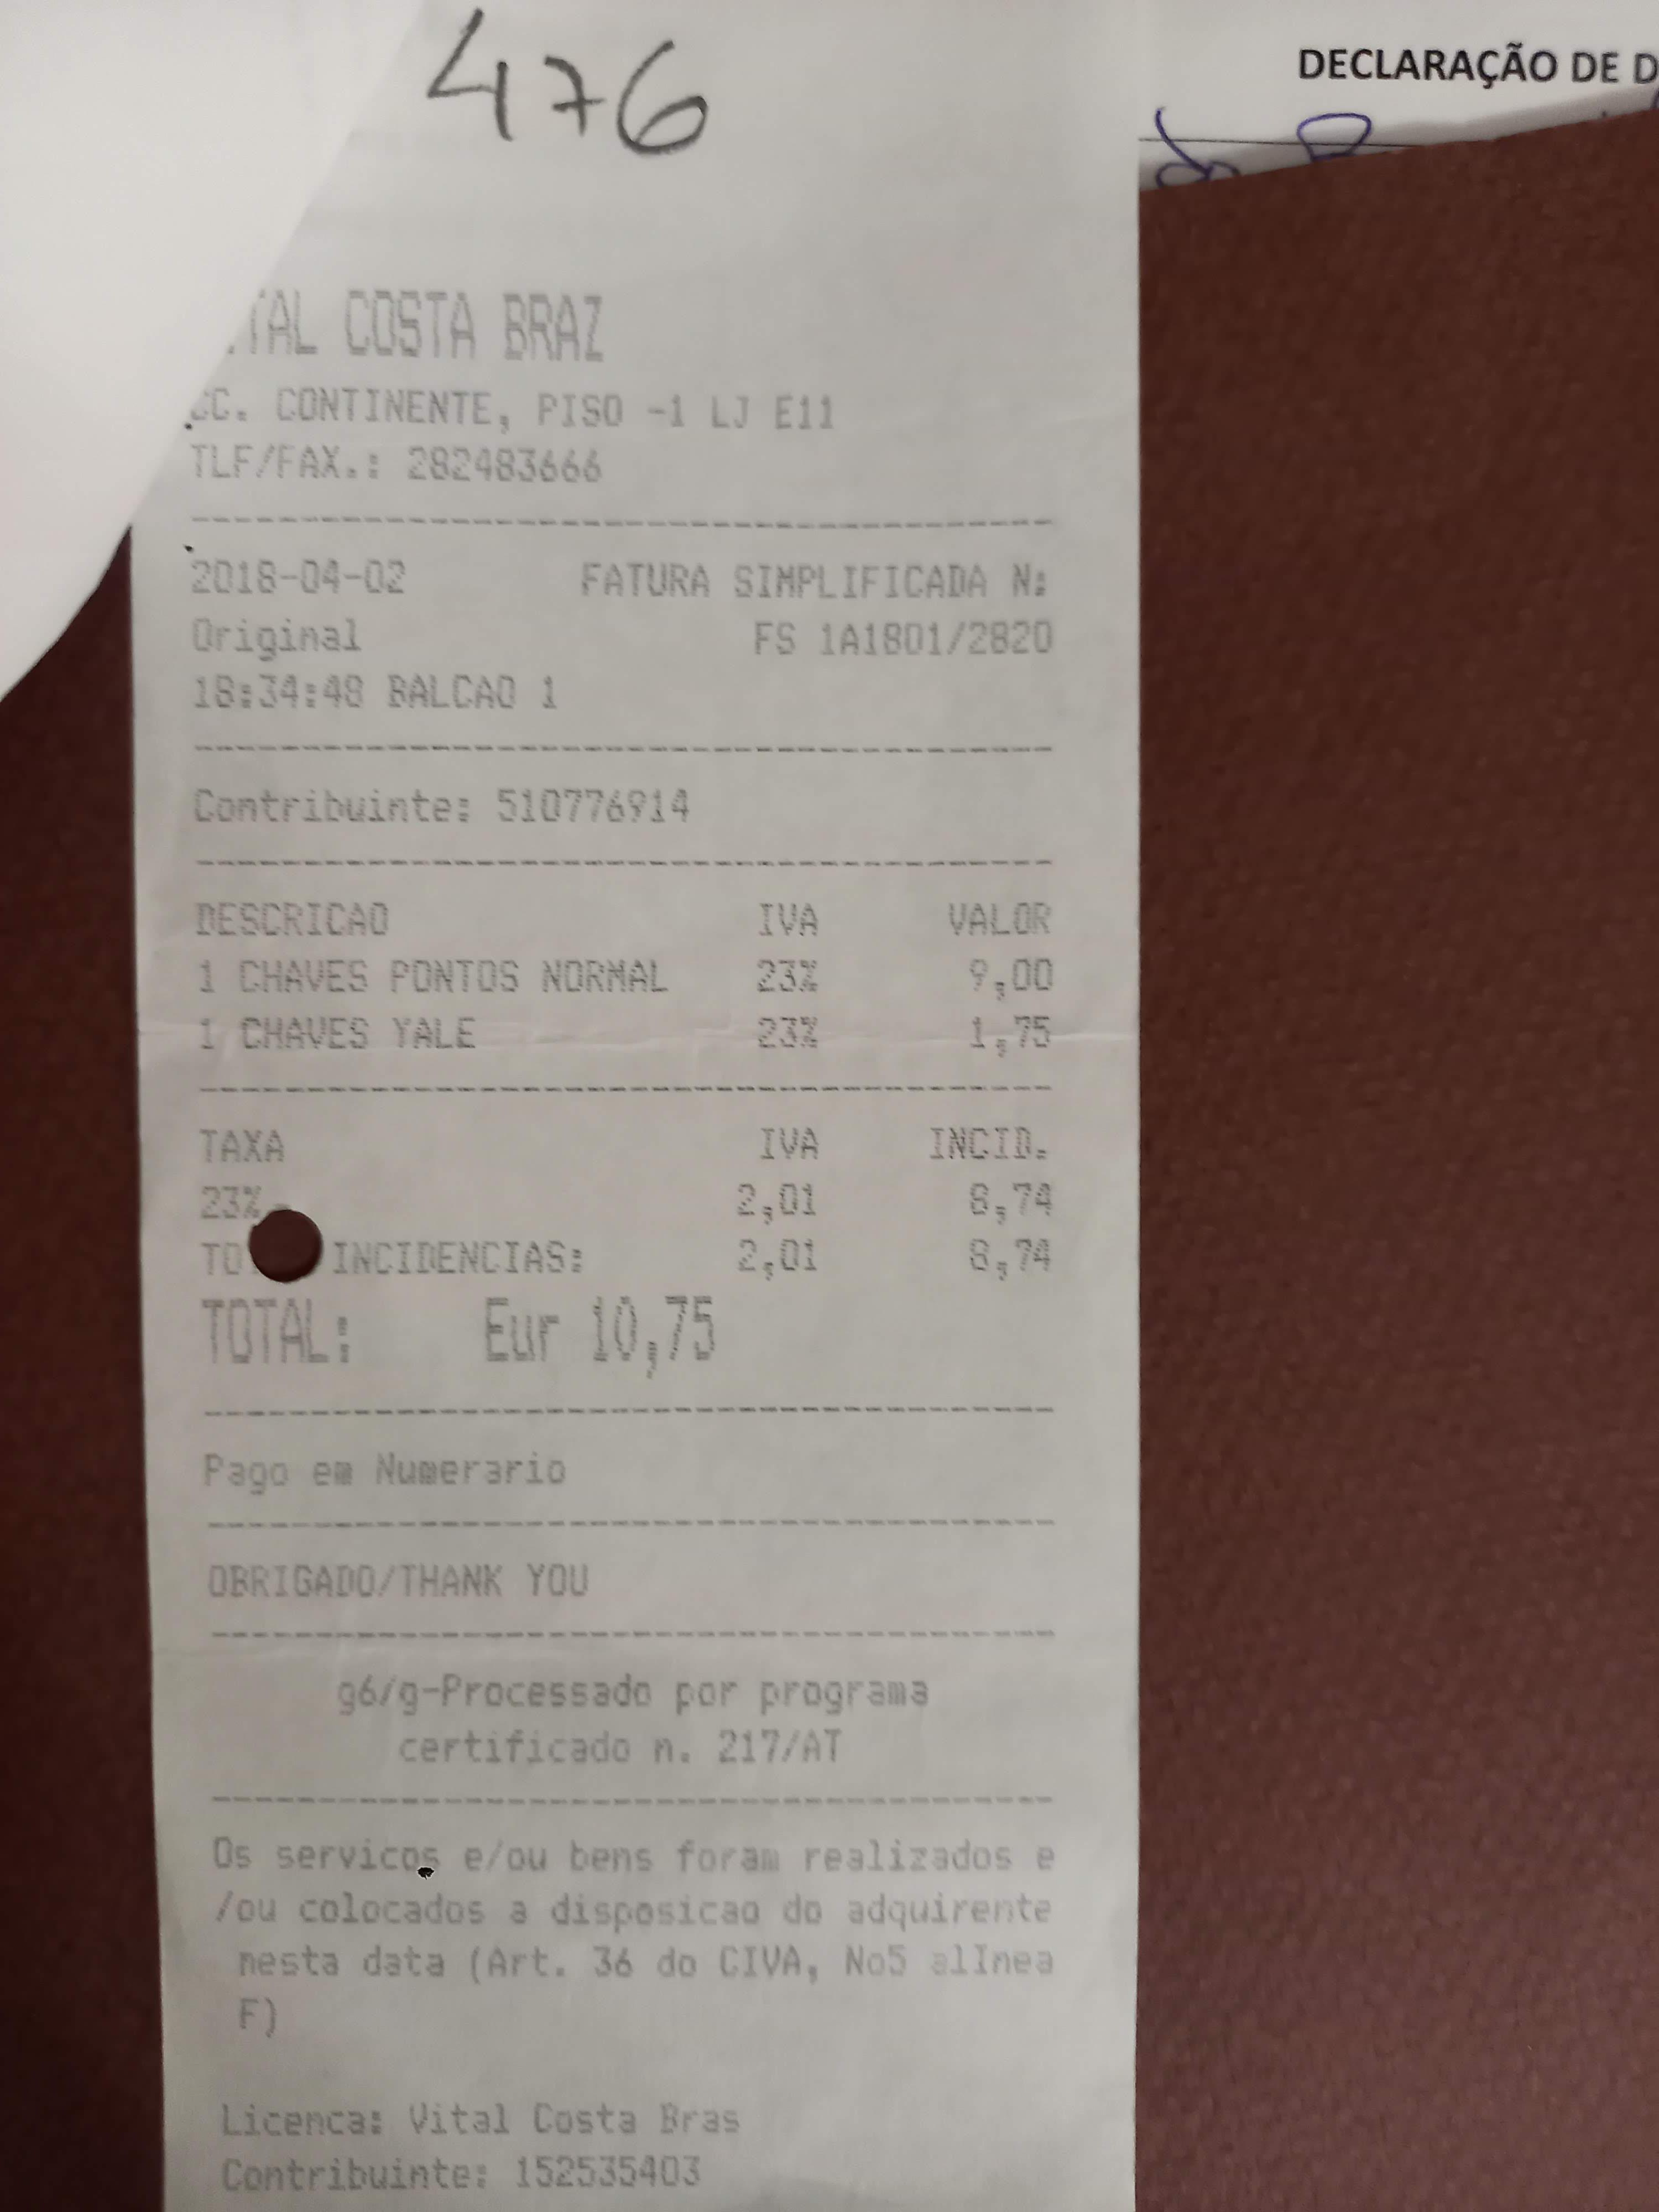 476
DECLARAÇÃO DE
COSTA BRAZ
CC. CONTINENTE, PISO -1 LJ E11
TLF/FAX.: 282483666
2018-04-02 FATURA SIMPLIFICADA N:
Original FS 1A1801/2820
18:34:48 BALCAO 1
Contribuinte: 510776914
DESCRICAO IVA VALOR
1 CHAVES PONTOS NORMAL 23% 9,00
1 CHAVES YALE 23% 1,75
TAXA IVA INCID.
23% 2,01 8,74
INCIDENCIAS: 2,01 8,74
TOTAL: Eur 10,75
Pago em Numerario
OBRIGADO/THANK YOU
g6/g-Processado por programa
certificado n. 217/AT
Os servicos e/ou bens foram realizados e
/ou colocados a disposicao do adquirente
nesta data (Art. 36 do CIVA, No5 alInea
F)
Licenca: Vital Costa Bras
Contribuinte: 152535403